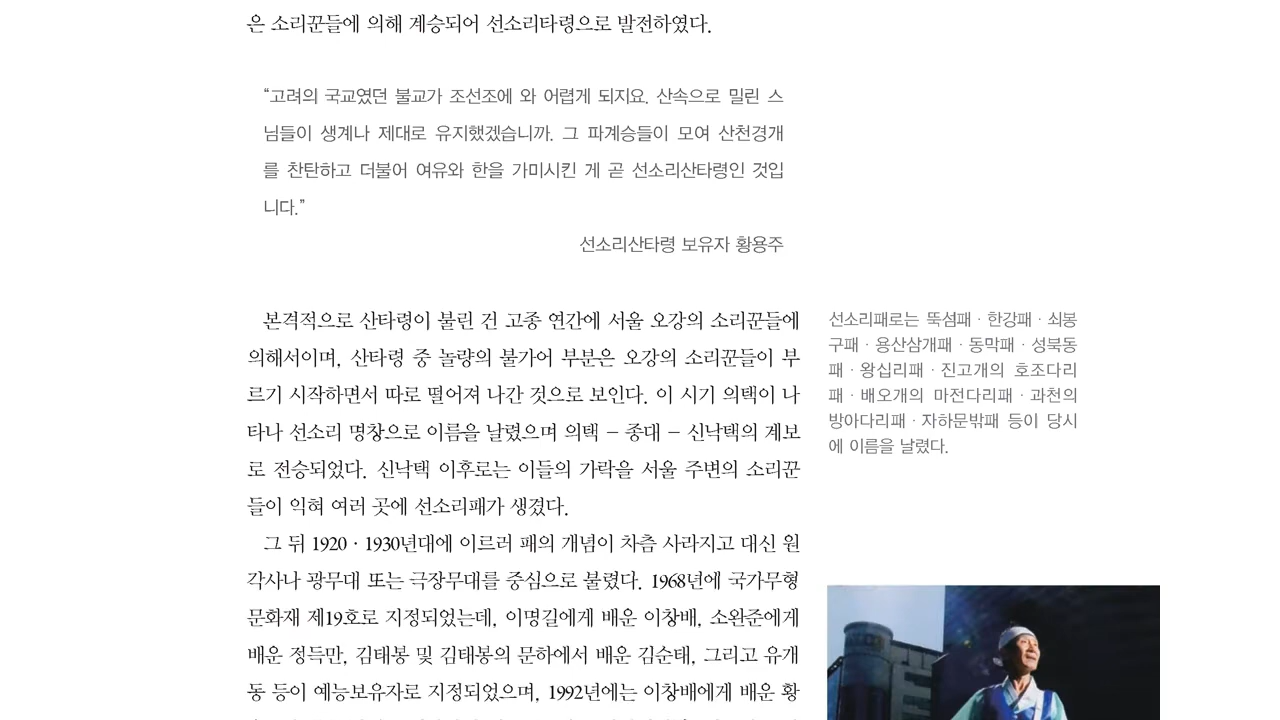 은 소리꾼들에 의해 계승되어 선소리타령으로 발전하였다.
“고려의 국교였던 불교가 조선조에 와 어렵게 되지요. 산속으로 밀린 스
님들이 생계나 제대로 유지했겠습니까. 그 파계승들이 모여 산천경개
를 찬탄하고 더불어 여유와 한을 가미시킨 게 곧 선소리산타령인 것입
니다.”
선소리산타령 보유자 황용주
본격적으로 산타령이 불린 건 고종 연간에 서울 오강의 소리꾼들에
의해서이며, 산타령 중 놀량의 불가어 부분은 오강의 소리꾼들이 부
르기 시작하면서 따로 떨어져 나간 것으로 보인다. 이 시기 의택이 나
타나 선소리 명창으로 이름을 날렸으며 의택 – 종대 – 신낙택의 계보
로 전승되었다. 신낙택 이후로는 이들의 가락을 서울 주변의 소리꾼
들이 익혀 여러 곳에 선소리패가 생겼다.
그 뒤 1920 · 1930년대에 이르러 패의 개념이 차츰 사라지고 대신 원
각사나 광무대 또는 극장무대를 중심으로 불렸다. 1968년에 국가무형
문화재 제19호로 지정되었는데, 이명길에게 배운 이창배, 소완준에게
배운 정득만, 김태봉 및 김태봉의 문하에서 배운 김순태, 그리고 유개
동 등이 예능보유자로 지정되었으며, 1992년에는 이창배에게 배운 황
선소리패로는 뚝섬패 · 한강패 · 쇠봉
구패 · 용산삼개패 · 동막패 · 성북동
패 · 왕십리패 · 진고개의 호조다리
패 · 배오개의 마전다리패 · 과천의
방아다리패 · 자하문밖패 등이 당시
에 이름을 날렸다.